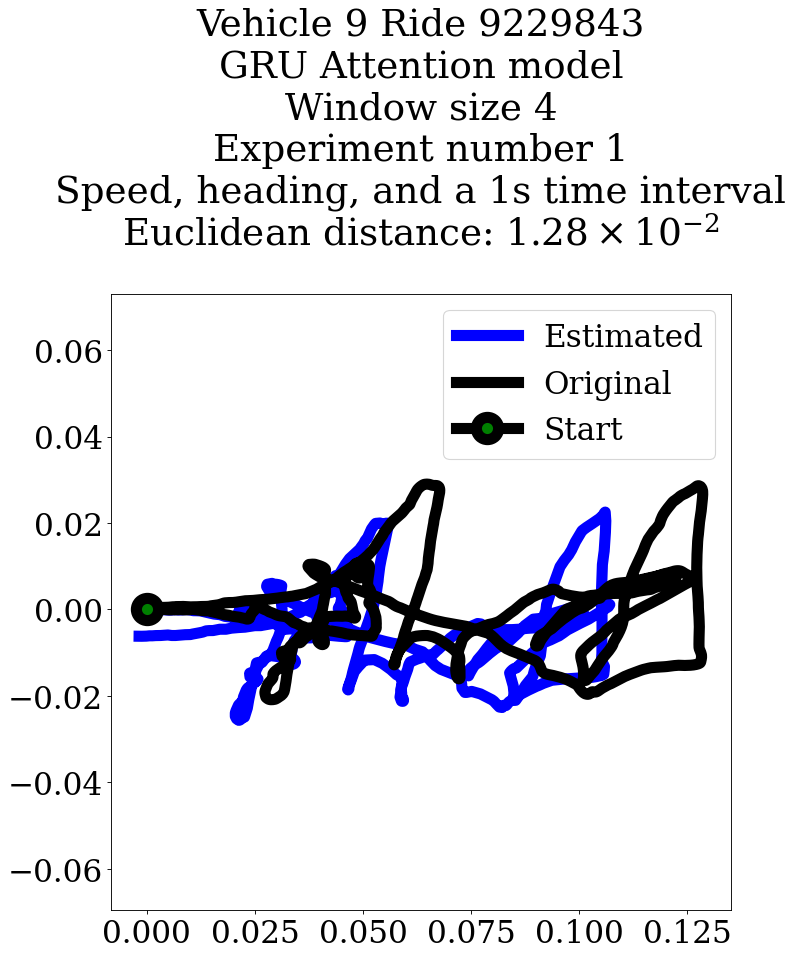 Vehicle 9 Ride 9229843
GRU Attention model
Window size 4
Experiment number 1
Speed, heading, and a 1s time interval
Euclidean distance: 1.28 × 10⁻²
Estimated
Original
Start
0.06
0.04
0.02
0.00
−0.02
−0.04
−0.06
0.000 0.025 0.050 0.075 0.100 0.125